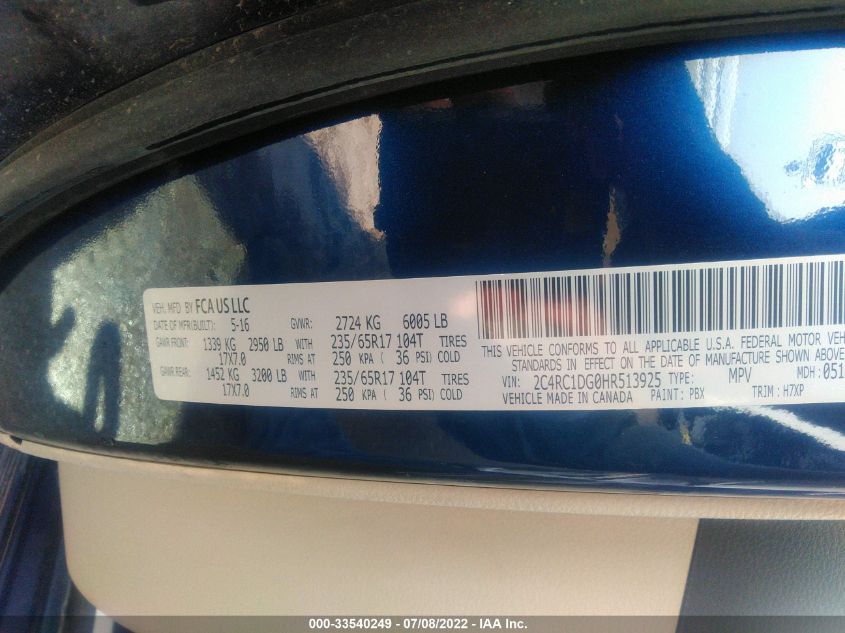 VEH. MFD BY FCA US LLC
DATE OF MFR(BUILT): 5-16 GVWR: 2724 KG 6005 LB
GAWR FRONT: 1339 KG 2950 LB WITH 235/65R17 104T TIRES
17X7.0 RIMS AT 250 KPA ( 36 PSI) COLD
GAWR REAR: 1452 KG 3200 LB WITH 235/65R17 104T TIRES
17X7.0 RIMS AT 250 KPA ( 36 PSI) COLD
THIS VEHICLE CONFORMS TO ALL APPLICABLE U.S.A. FEDERAL MOTOR
STANDARDS IN EFFECT ON THE DATE OF MANUFACTURE SHOWN ABOVE
VIN: 2C4RC1DG0HR513925 TYPE: MPV MDH: 051
VEHICLE MADE IN CANADA PAINT: PBX TRIM: H7XP
000-33540249 - 07/08/2022 - IAA Inc.